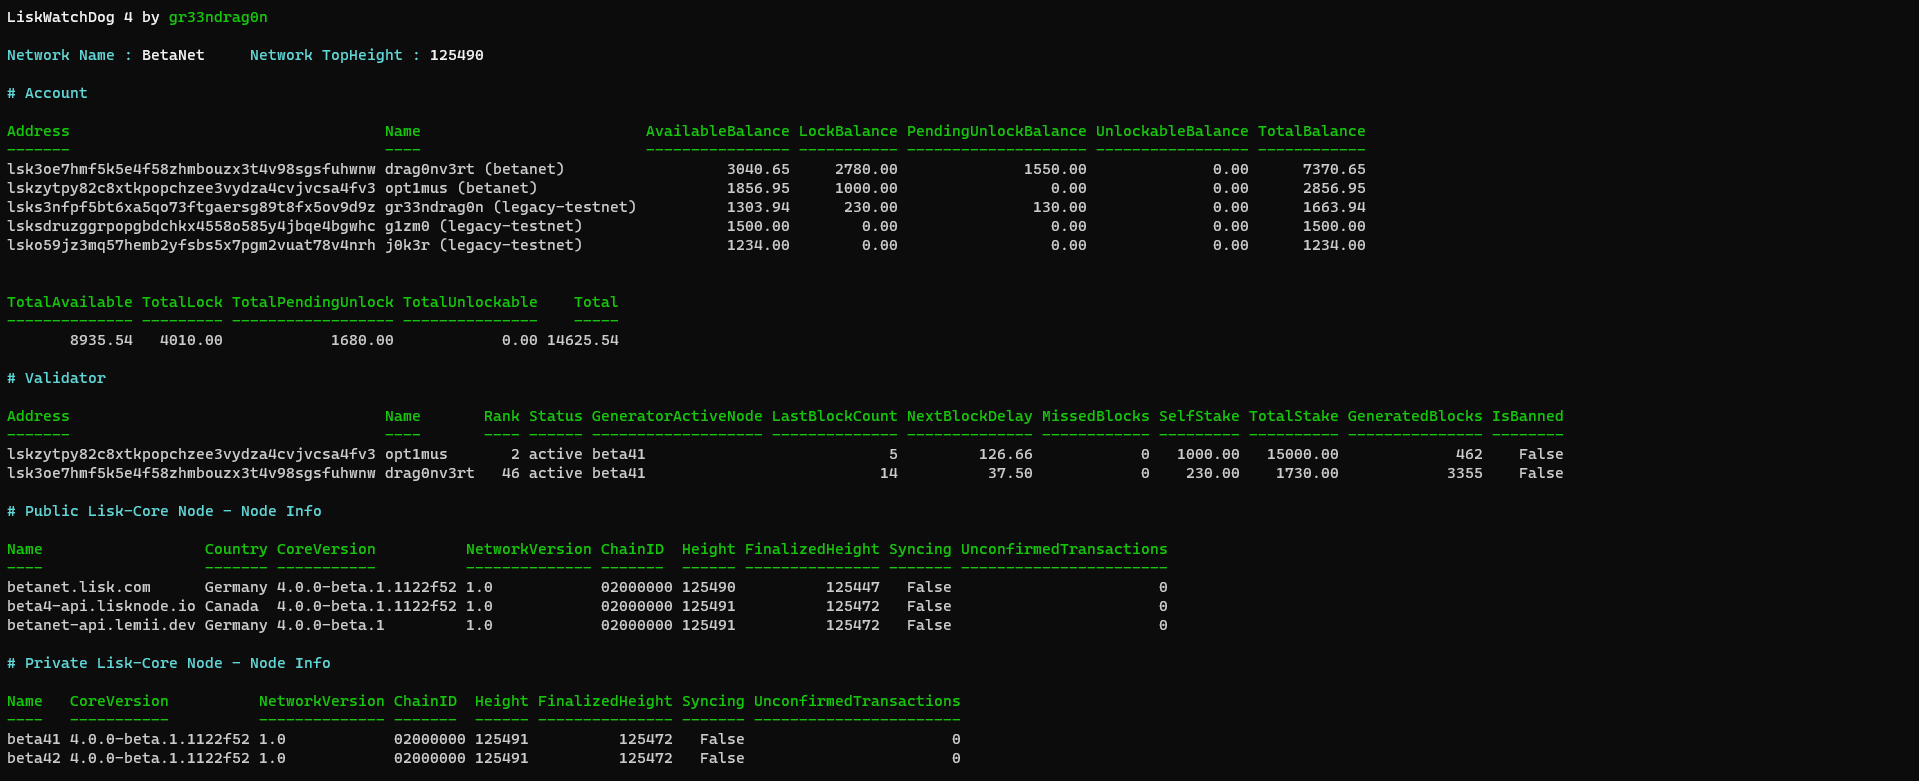 LiskWatchDog 4 by gr33ndrag0n
Network Name : BetaNet     Network TopHeight : 125490
# Account
Address                                   Name                         AvailableBalance LockBalance PendingUnlockBalance UnlockableBalance TotalBalance
-------                                   ----                         ---------------- ----------- -------------------- ----------------- ------------
lsk3oe7hmf5k5e4f58zhmbouzx3t4v98sgsfuhwnw drag0nv3rt (betanet)                  3040.65     2780.00              1550.00              0.00      7370.65
lskzytpy82c8xtkpopchzee3vydza4cvjvcsa4fv3 opt1mus (betanet)                     1856.95     1000.00                 0.00              0.00      2856.95
lsks3nfpf5bt6xa5qo73ftgaersg89t8fx5ov9d9z gr33ndrag0n (legacy-testnet)          1303.94      230.00               130.00              0.00      1663.94
lsksdruzggrpopgbdchkx4558o585y4jbqe4bgwhc g1zm0 (legacy-testnet)                1500.00        0.00                 0.00              0.00      1500.00
lsko59jz3mq57hemb2yfsbs5x7pgm2vuat78v4nrh j0k3r (legacy-testnet)                1234.00        0.00                 0.00              0.00      1234.00
TotalAvailable TotalLock TotalPendingUnlock TotalUnlockable    Total
-------------- --------- ------------------ ---------------    -----
       8935.54   4010.00            1680.00            0.00 14625.54
# Validator
Address                                   Name       Rank Status GeneratorActiveNode LastBlockCount NextBlockDelay MissedBlocks SelfStake TotalStake GeneratedBlocks IsBanned
-------                                   ----       ---- ------ ------------------- -------------- -------------- ------------ --------- ---------- --------------- --------
lskzytpy82c8xtkpopchzee3vydza4cvjvcsa4fv3 opt1mus       2 active beta41                           5         126.66            0   1000.00   15000.00             462    False
lsk3oe7hmf5k5e4f58zhmbouzx3t4v98sgsfuhwnw drag0nv3rt   46 active beta41                          14          37.50            0    230.00    1730.00            3355    False
# Public Lisk-Core Node - Node Info
Name                  Country CoreVersion          NetworkVersion ChainID  Height FinalizedHeight Syncing UnconfirmedTransactions
----                  ------- -----------          -------------- -------  ------ --------------- ------- -----------------------
betanet.lisk.com      Germany 4.0.0-beta.1.1122f52 1.0            02000000 125490          125447   False                       0
beta4-api.lisknode.io Canada  4.0.0-beta.1.1122f52 1.0            02000000 125491          125472   False                       0
betanet-api.lemii.dev Germany 4.0.0-beta.1         1.0            02000000 125491          125472   False                       0
# Private Lisk-Core Node - Node Info
Name   CoreVersion          NetworkVersion ChainID  Height FinalizedHeight Syncing UnconfirmedTransactions
----   -----------          -------------- -------  ------ --------------- ------- -----------------------
beta41 4.0.0-beta.1.1122f52 1.0            02000000 125491          125472   False                       0
beta42 4.0.0-beta.1.1122f52 1.0            02000000 125491          125472   False                       0